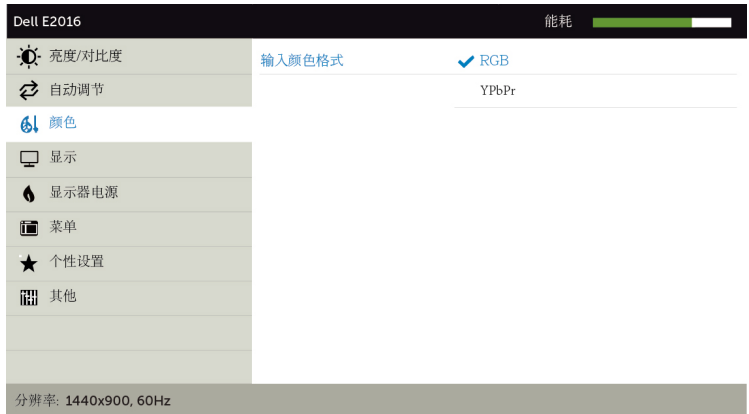 Dell E2016 能耗
亮度/对比度
自动调节
颜色
显示
显示器电源
菜单
个性设置
其他
输入颜色格式
RGB
YPbPr
分辨率: 1440x900, 60Hz